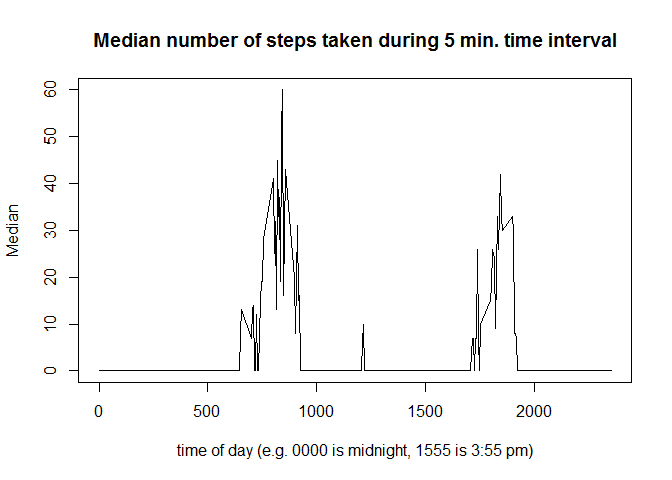 Median number of steps taken during 5 min. time interval
Median
60
50
40
30
20
10
0
0 500 1000 1500 2000
time of day (e.g. 0000 is midnight, 1555 is 3:55 pm)